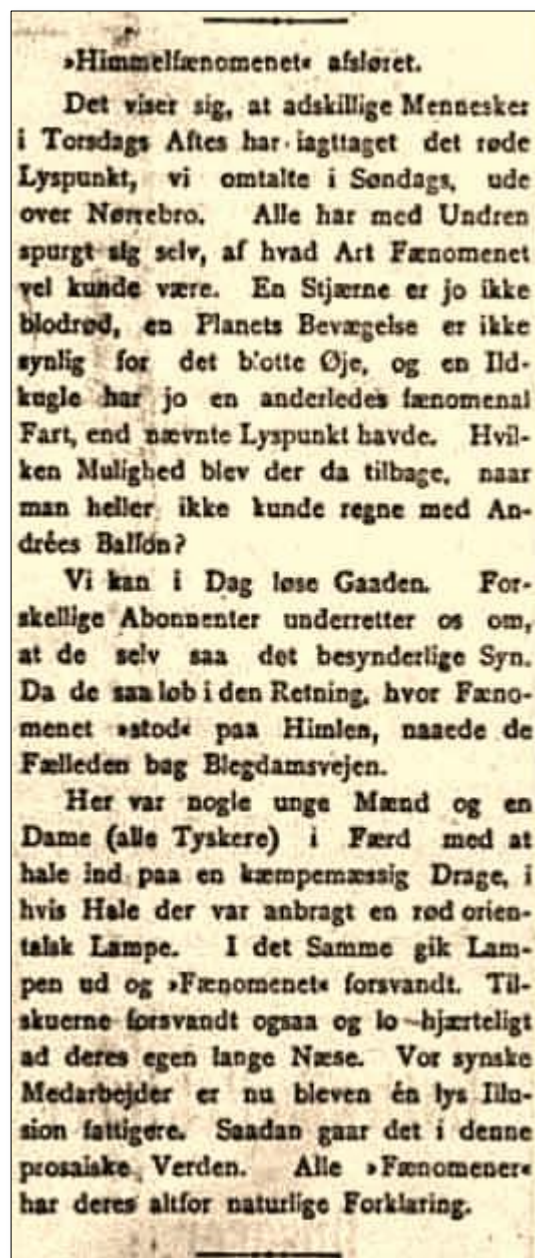 »Himmelfænomenet« afsløret.
Det viser sig, at adskillige Mennesker
i Torsdags Aftes har iagttaget det røde
Lyspunkt, vi omtalte i Søndags, ude
over Nørrebro. Alle har med Undren
spurgt sig selv, af hvad Art Fænomenet
vel kunde være. En Stjærne er jo ikke
blodrød, en Planets Bevægelse er ikke
synlig for det blotte Øje, og en Ild-
kugle har jo en anderledes fænomenal
Fart, end nævnte Lyspunkt havde. Hvil-
ken Mulighed blev der da tilbage, naar
man heller ikke kunde regne med An-
drées Ballon?
Vi kan i Dag løse Gaaden. For-
skellige Abonnenter underretter os om,
at de selv saa det besynderlige Syn.
Da de saa løb i den Retning, hvor Fæno-
menet »stod« paa Himlen, naaede de
Fælleden bag Blegdamsvejen.
Her var nogle unge Mænd og en
Dame (alle Tyskere) i Færd med at
hale ind paa en kæmpemæssig Drage, i
hvis Hale der var anbragt en rød orien-
talsk Lampe. I det Samme gik Lam-
pen ud og »Fænomenet« forsvandt. Til-
skuerne forsvandt ogsaa og lo hjærteligt
ad deres egen lange Næse. Vor synske
Medarbejder er nu bleven én lys Illu-
sion fattigere. Saadan gaar det i denne
prosaiske Verden. Alle »Fænomener«
har deres altfor naturlige Forklaring.